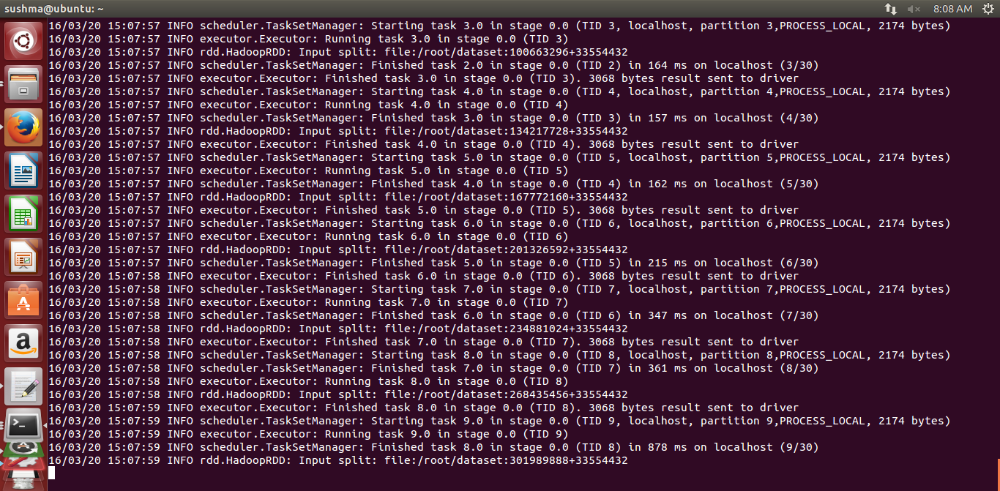 sushma@ubuntu: ~
8:08 AM
16/03/20 15:07:57 INFO scheduler.TaskSetManager: Starting task 3.0 in stage 0.0 (TID 3, localhost, partition 3,PROCESS_LOCAL, 2174 bytes)
16/03/20 15:07:57 INFO executor.Executor: Running task 3.0 in stage 0.0 (TID 3)
16/03/20 15:07:57 INFO rdd.HadoopRDD: Input split: file:/root/dataset:100663296+33554432
16/03/20 15:07:57 INFO scheduler.TaskSetManager: Finished task 2.0 in stage 0.0 (TID 2) in 164 ms on localhost (3/30)
16/03/20 15:07:57 INFO executor.Executor: Finished task 3.0 in stage 0.0 (TID 3). 3068 bytes result sent to driver
16/03/20 15:07:57 INFO scheduler.TaskSetManager: Starting task 4.0 in stage 0.0 (TID 4, localhost, partition 4,PROCESS_LOCAL, 2174 bytes)
16/03/20 15:07:57 INFO executor.Executor: Running task 4.0 in stage 0.0 (TID 4)
16/03/20 15:07:57 INFO scheduler.TaskSetManager: Finished task 3.0 in stage 0.0 (TID 3) in 157 ms on localhost (4/30)
16/03/20 15:07:57 INFO rdd.HadoopRDD: Input split: file:/root/dataset:134217728+33554432
16/03/20 15:07:57 INFO executor.Executor: Finished task 4.0 in stage 0.0 (TID 4). 3068 bytes result sent to driver
16/03/20 15:07:57 INFO scheduler.TaskSetManager: Starting task 5.0 in stage 0.0 (TID 5, localhost, partition 5,PROCESS_LOCAL, 2174 bytes)
16/03/20 15:07:57 INFO executor.Executor: Running task 5.0 in stage 0.0 (TID 5)
16/03/20 15:07:57 INFO scheduler.TaskSetManager: Finished task 4.0 in stage 0.0 (TID 4) in 162 ms on localhost (5/30)
16/03/20 15:07:57 INFO rdd.HadoopRDD: Input split: file:/root/dataset:167772160+33554432
16/03/20 15:07:57 INFO executor.Executor: Finished task 5.0 in stage 0.0 (TID 5). 3068 bytes result sent to driver
16/03/20 15:07:57 INFO scheduler.TaskSetManager: Starting task 6.0 in stage 0.0 (TID 6, localhost, partition 6,PROCESS_LOCAL, 2174 bytes)
16/03/20 15:07:57 INFO executor.Executor: Running task 6.0 in stage 0.0 (TID 6)
16/03/20 15:07:57 INFO rdd.HadoopRDD: Input split: file:/root/dataset:201326592+33554432
16/03/20 15:07:57 INFO scheduler.TaskSetManager: Finished task 5.0 in stage 0.0 (TID 5) in 215 ms on localhost (6/30)
16/03/20 15:07:58 INFO executor.Executor: Finished task 6.0 in stage 0.0 (TID 6). 3068 bytes result sent to driver
16/03/20 15:07:58 INFO scheduler.TaskSetManager: Starting task 7.0 in stage 0.0 (TID 7, localhost, partition 7,PROCESS_LOCAL, 2174 bytes)
16/03/20 15:07:58 INFO executor.Executor: Running task 7.0 in stage 0.0 (TID 7)
16/03/20 15:07:58 INFO scheduler.TaskSetManager: Finished task 6.0 in stage 0.0 (TID 6) in 347 ms on localhost (7/30)
16/03/20 15:07:58 INFO rdd.HadoopRDD: Input split: file:/root/dataset:234881024+33554432
16/03/20 15:07:58 INFO executor.Executor: Finished task 7.0 in stage 0.0 (TID 7). 3068 bytes result sent to driver
16/03/20 15:07:58 INFO scheduler.TaskSetManager: Starting task 8.0 in stage 0.0 (TID 8, localhost, partition 8,PROCESS_LOCAL, 2174 bytes)
16/03/20 15:07:58 INFO scheduler.TaskSetManager: Finished task 7.0 in stage 0.0 (TID 7) in 361 ms on localhost (8/30)
16/03/20 15:07:58 INFO executor.Executor: Running task 8.0 in stage 0.0 (TID 8)
16/03/20 15:07:58 INFO rdd.HadoopRDD: Input split: file:/root/dataset:268435456+33554432
16/03/20 15:07:59 INFO executor.Executor: Finished task 8.0 in stage 0.0 (TID 8). 3068 bytes result sent to driver
16/03/20 15:07:59 INFO scheduler.TaskSetManager: Starting task 9.0 in stage 0.0 (TID 9, localhost, partition 9,PROCESS_LOCAL, 2174 bytes)
16/03/20 15:07:59 INFO executor.Executor: Running task 9.0 in stage 0.0 (TID 9)
16/03/20 15:07:59 INFO scheduler.TaskSetManager: Finished task 8.0 in stage 0.0 (TID 8) in 878 ms on localhost (9/30)
16/03/20 15:07:59 INFO rdd.HadoopRDD: Input split: file:/root/dataset:301989888+33554432